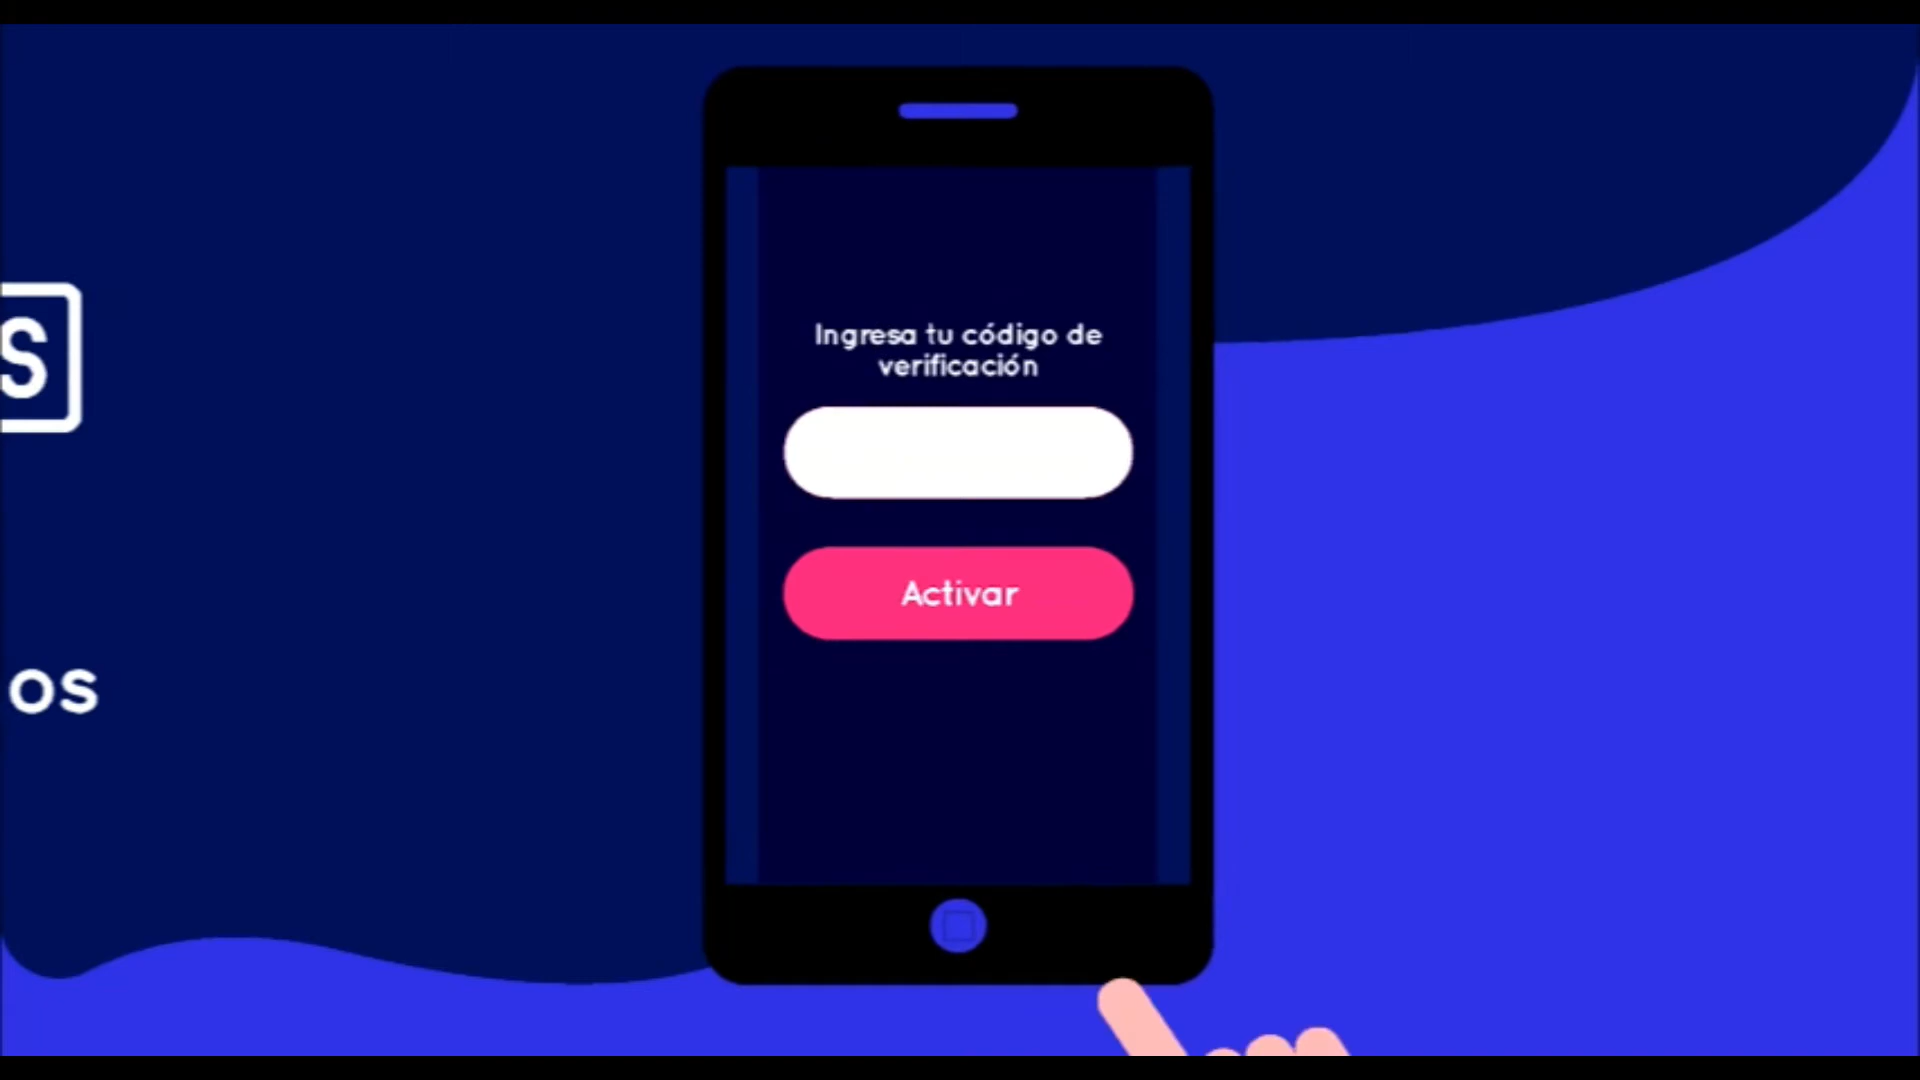 S
Ingresa tu código de
verificación
Activar
os